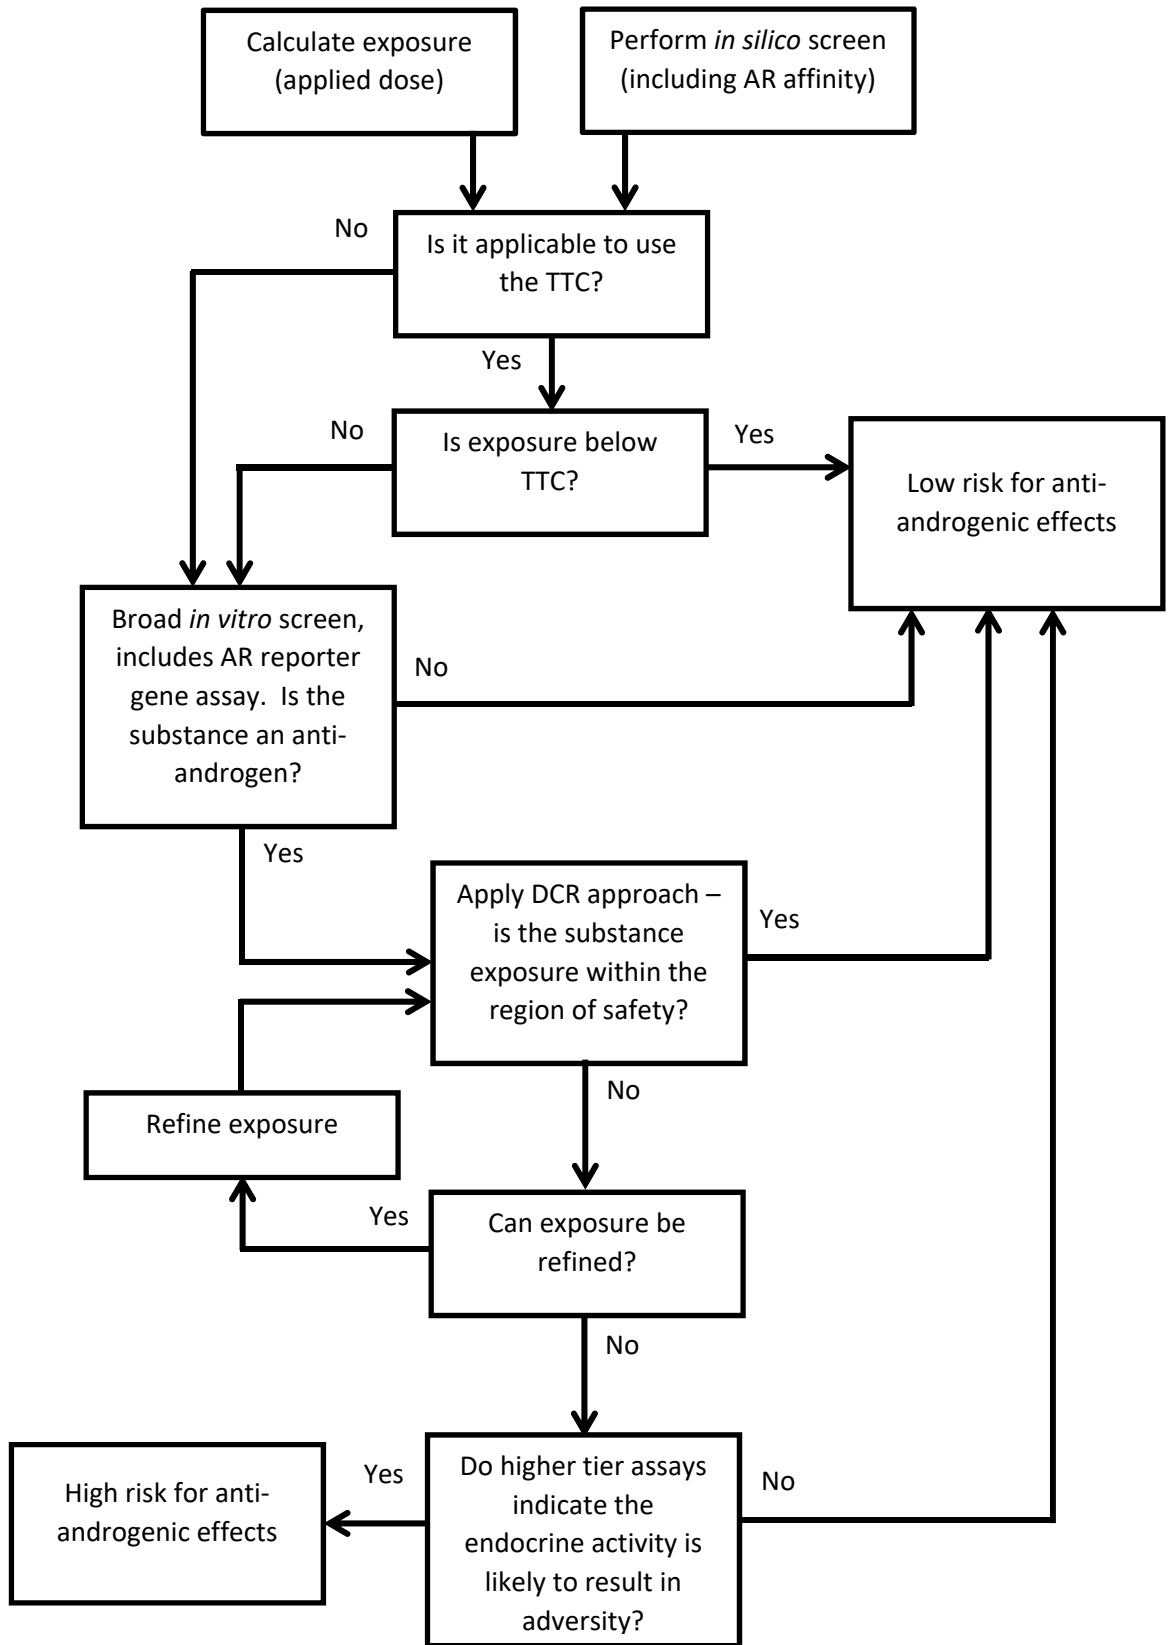 Calculate exposure
(applied dose)
Perform in silico screen
(including AR affinity)
No
Is it applicable to use
the TTC?
Yes
No
Is exposure below
TTC?
Yes
Low risk for anti-
androgenic effects
Broad in vitro screen,
includes AR reporter
gene assay.  Is the
substance an anti-
androgen?
No
Yes
Apply DCR approach –
is the substance
exposure within the
region of safety?
Yes
No
Refine exposure
Yes
Can exposure be
refined?
No
High risk for anti-
androgenic effects
Yes
Do higher tier assays
indicate the
endocrine activity is
likely to result in
adversity?
No